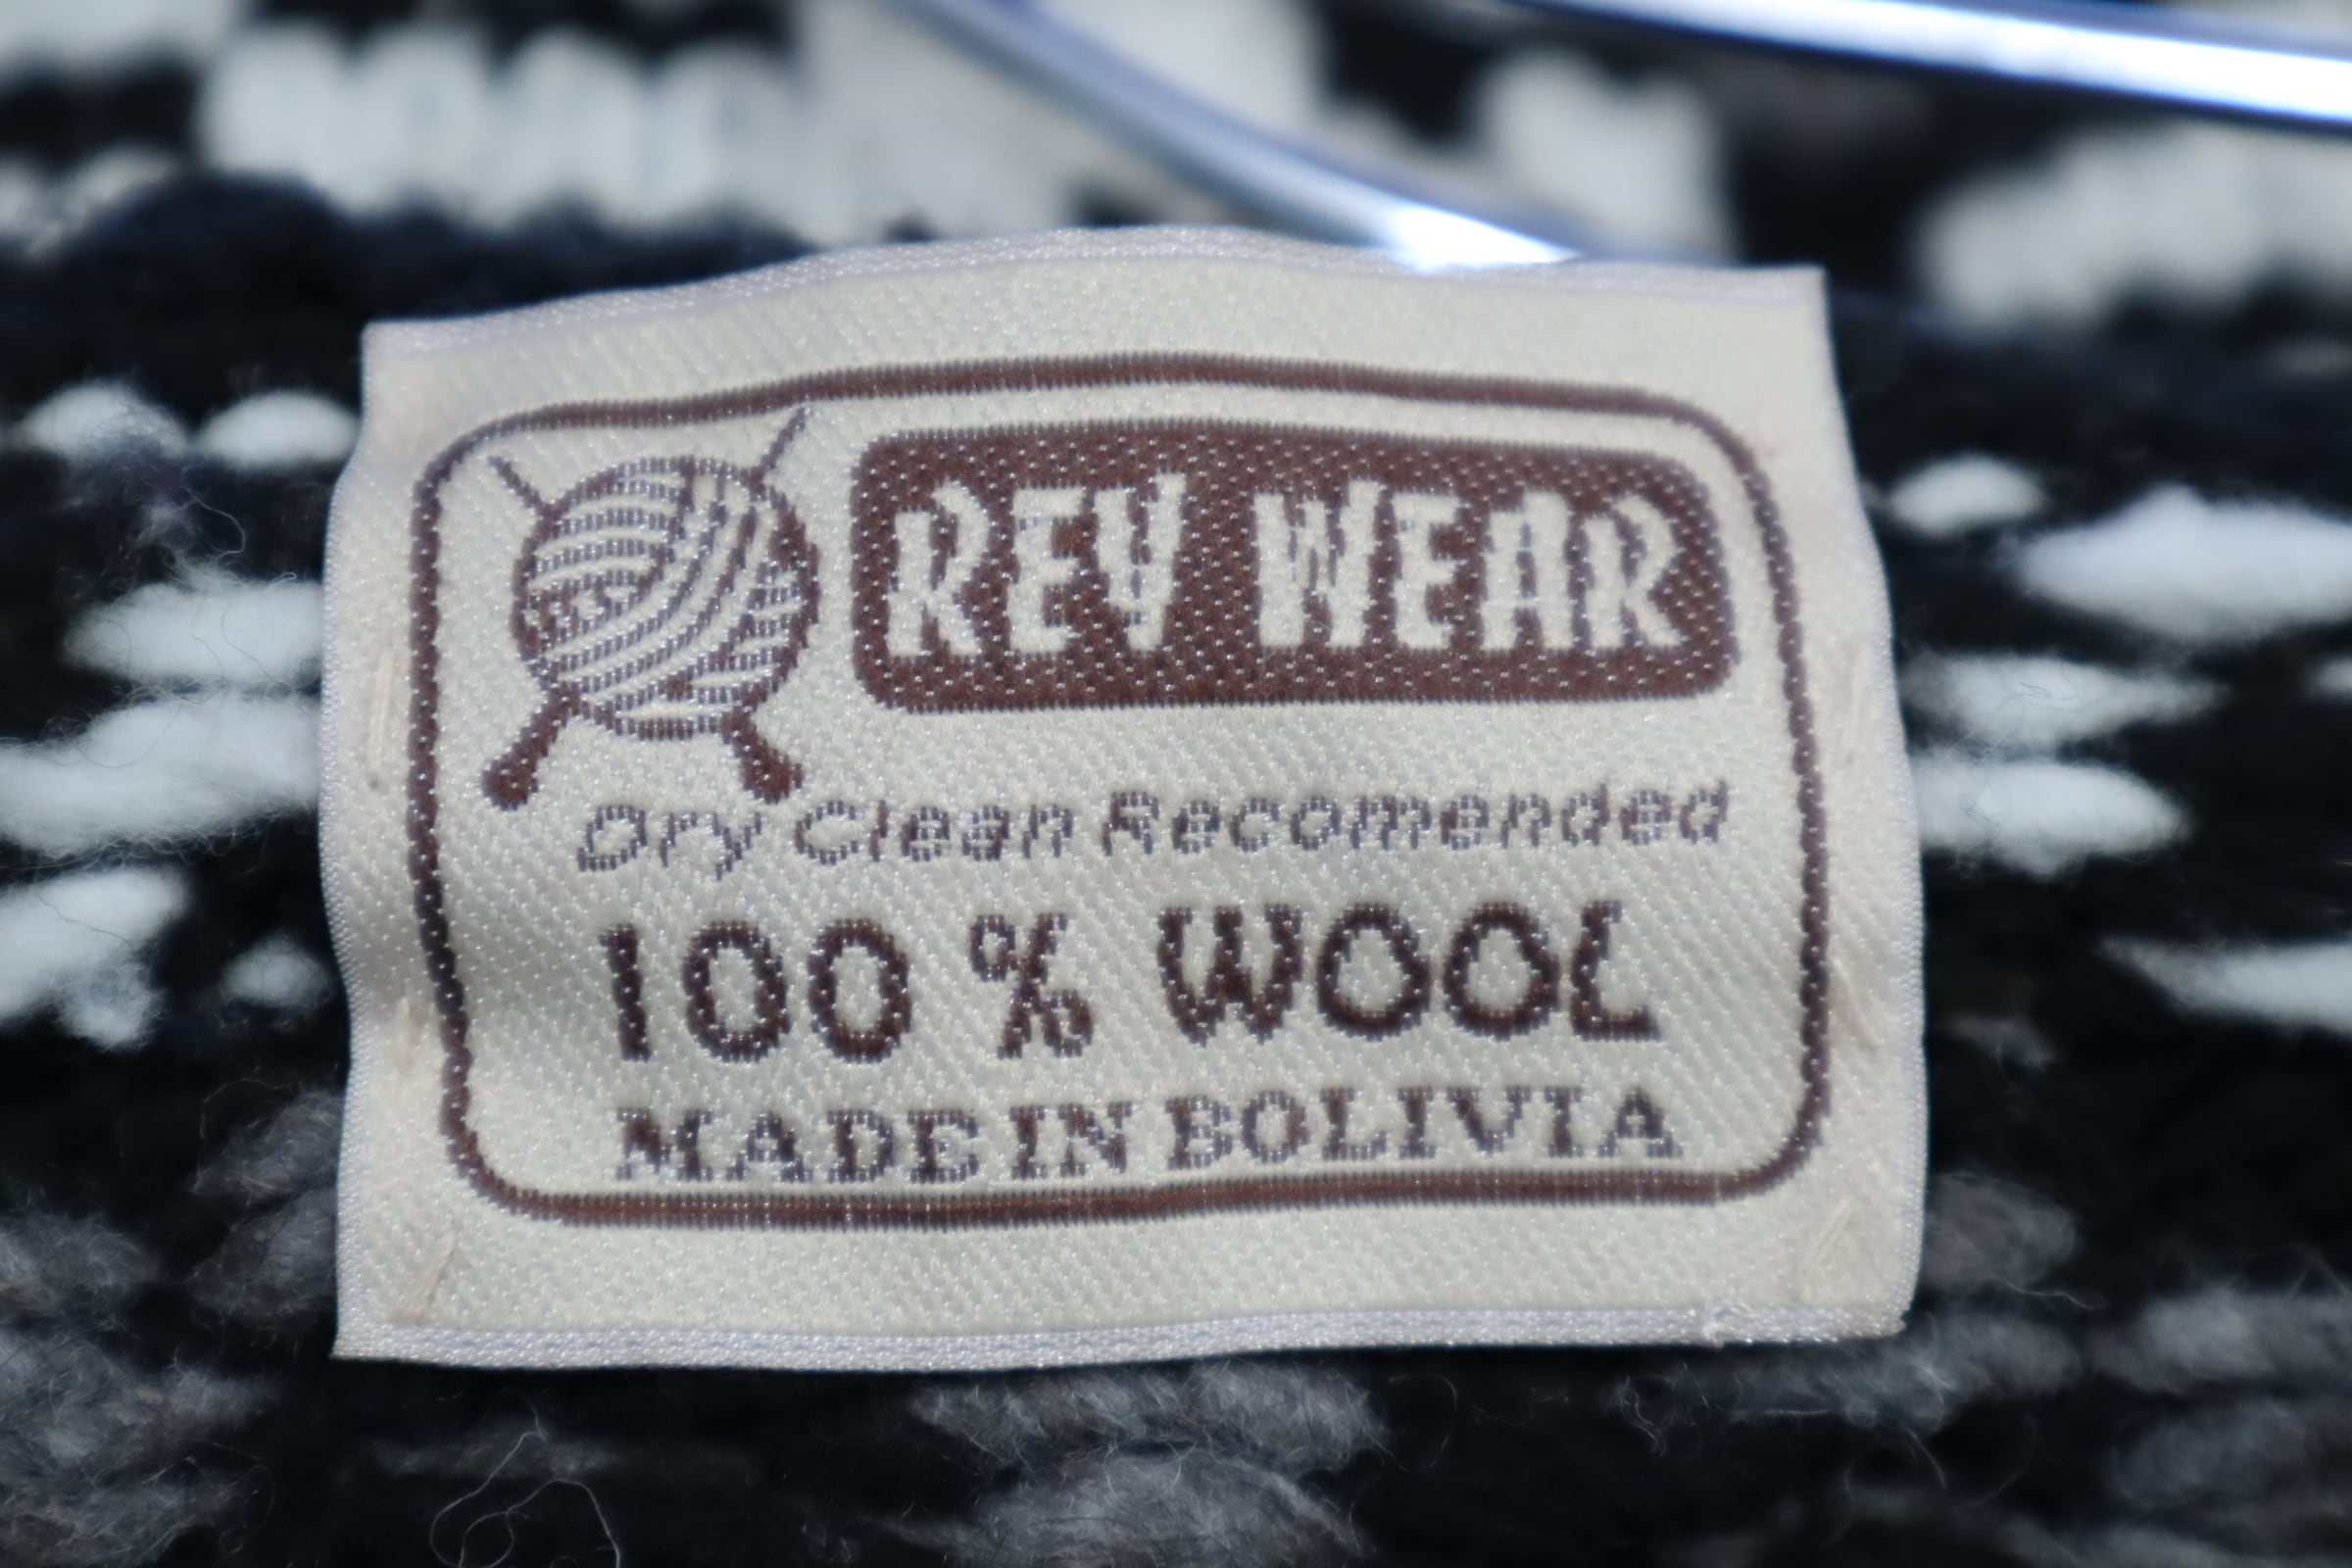 REV WEAR
Dry Clean Recomended
100 % WOOL
MADE IN BOLIVIA